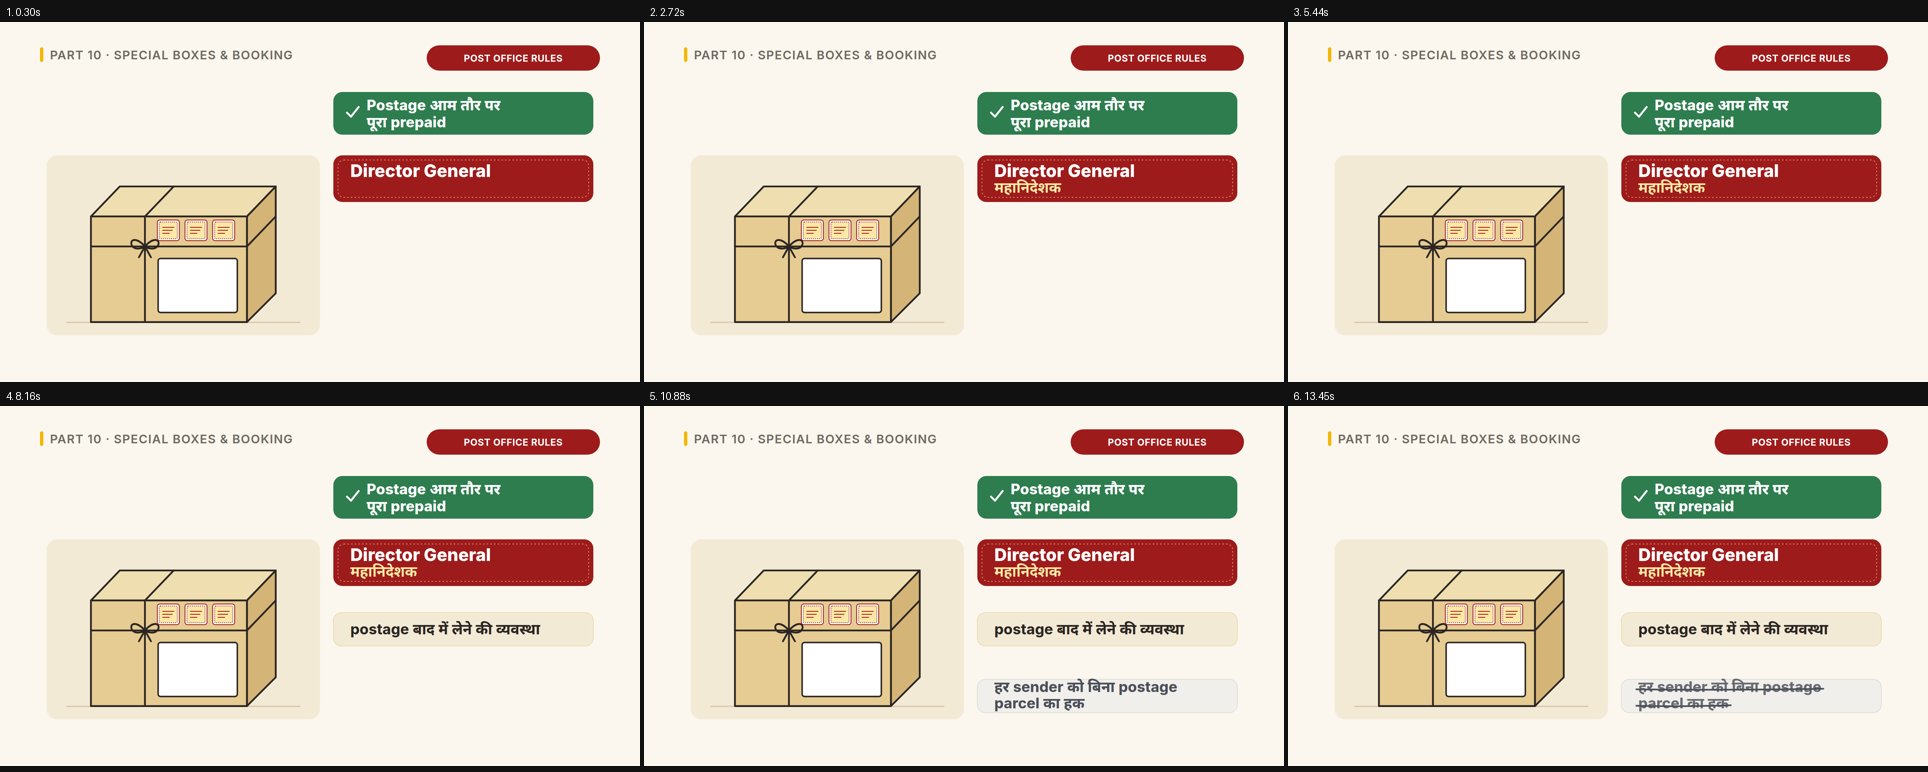 1. 0.30s
PART 10 · SPECIAL BOXES & BOOKING
POST OFFICE RULES
Postage आम तौर पर
पूरा prepaid
Director General
2. 2.72s
PART 10 · SPECIAL BOXES & BOOKING
POST OFFICE RULES
Postage आम तौर पर
पूरा prepaid
Director General
महानिदेशक
3. 5.44s
PART 10 · SPECIAL BOXES & BOOKING
POST OFFICE RULES
Postage आम तौर पर
पूरा prepaid
Director General
महानिदेशक
4. 8.16s
PART 10 · SPECIAL BOXES & BOOKING
POST OFFICE RULES
Postage आम तौर पर
पूरा prepaid
Director General
महानिदेशक
postage बाद में लेने की व्यवस्था
5. 10.88s
PART 10 · SPECIAL BOXES & BOOKING
POST OFFICE RULES
Postage आम तौर पर
पूरा prepaid
Director General
महानिदेशक
postage बाद में लेने की व्यवस्था
हर sender को बिना postage
parcel का हक
6. 13.45s
PART 10 · SPECIAL BOXES & BOOKING
POST OFFICE RULES
Postage आम तौर पर
पूरा prepaid
Director General
महानिदेशक
postage बाद में लेने की व्यवस्था
हर sender को बिना postage
parcel का हक